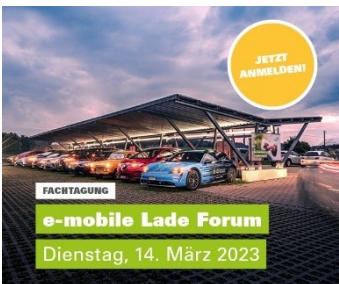 JETZT
ANMELDEN!
FACHTAGUNG
e-mobile Lade Forum
Dienstag, 14. März 2023